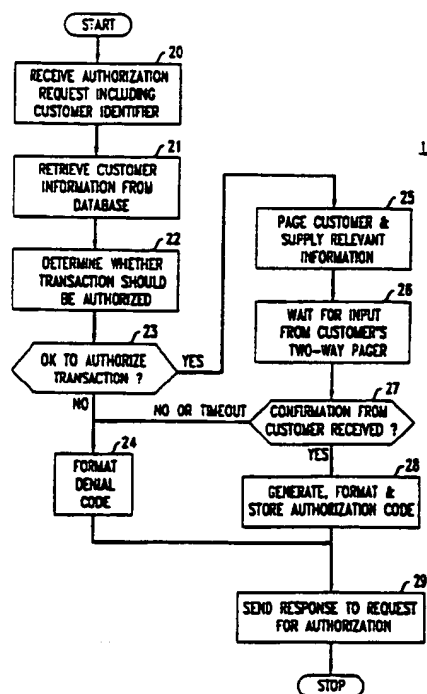 START
20
RECEIVE AUTHORIZATION
REQUEST INCLUDING
CUSTOMER IDENTIFIER
21
RETRIEVE CUSTOMER
INFORMATION FROM
DATABASE
22
DETERMINE WHETHER
TRANSACTION SHOULD
BE AUTHORIZED
23
OK TO AUTHORIZE
TRANSACTION ?
YES
NO
24
FORMAT
DENIAL
CODE
1
25
PAGE CUSTOMER &
SUPPLY RELEVANT
INFORMATION
26
WAIT FOR INPUT
FROM CUSTOMER'S
TWO-WAY PAGER
27
NO OR TIMEOUT
CONFIRMATION FROM
CUSTOMER RECEIVED ?
YES
28
GENERATE, FORMAT &
STORE AUTHORIZATION CODE
29
SEND RESPONSE TO REQUEST
FOR AUTHORIZATION
STOP